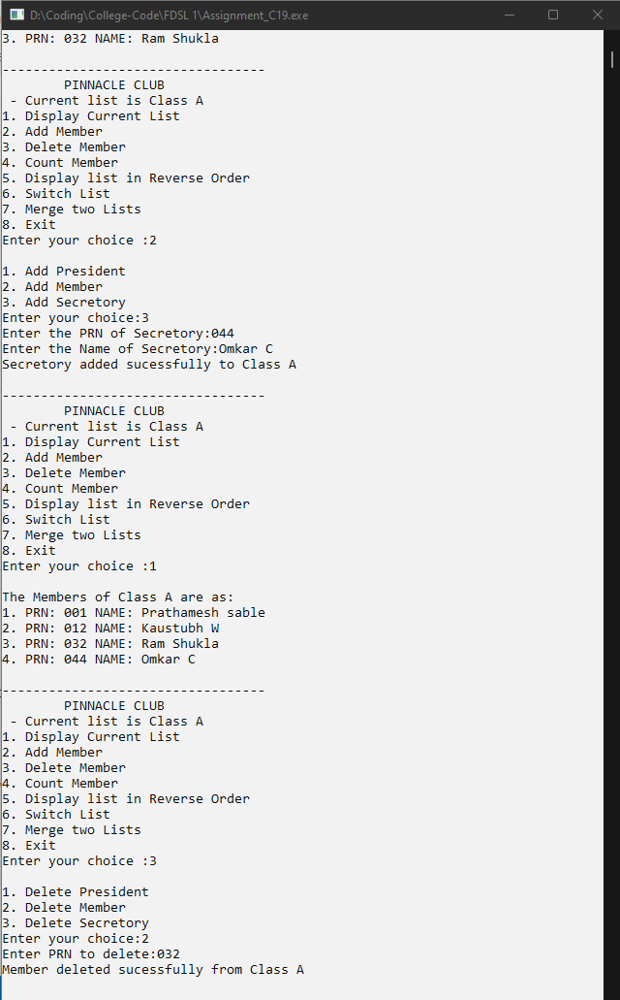 D:\Coding\College-Code\FDSL 1\Assignment_C19.exe
3. PRN: 032 NAME: Ram Shukla
----------------------------------
PINNACLE CLUB
- Current list is Class A
1. Display Current List
2. Add Member
3. Delete Member
4. Count Member
5. Display list in Reverse Order
6. Switch List
7. Merge two Lists
8. Exit
Enter your choice :2
1. Add President
2. Add Member
3. Add Secretory
Enter your choice:3
Enter the PRN of Secretory:044
Enter the Name of Secretory:Omkar C
Secretory added sucessfully to Class A
----------------------------------
PINNACLE CLUB
- Current list is Class A
1. Display Current List
2. Add Member
3. Delete Member
4. Count Member
5. Display list in Reverse Order
6. Switch List
7. Merge two Lists
8. Exit
Enter your choice :1
The Members of Class A are as:
1. PRN: 001 NAME: Prathamesh sable
2. PRN: 012 NAME: Kaustubh W
3. PRN: 032 NAME: Ram Shukla
4. PRN: 044 NAME: Omkar C
----------------------------------
PINNACLE CLUB
- Current list is Class A
1. Display Current List
2. Add Member
3. Delete Member
4. Count Member
5. Display list in Reverse Order
6. Switch List
7. Merge two Lists
8. Exit
Enter your choice :3
1. Delete President
2. Delete Member
3. Delete Secretory
Enter your choice:2
Enter PRN to delete:032
Member deleted sucessfully from Class A